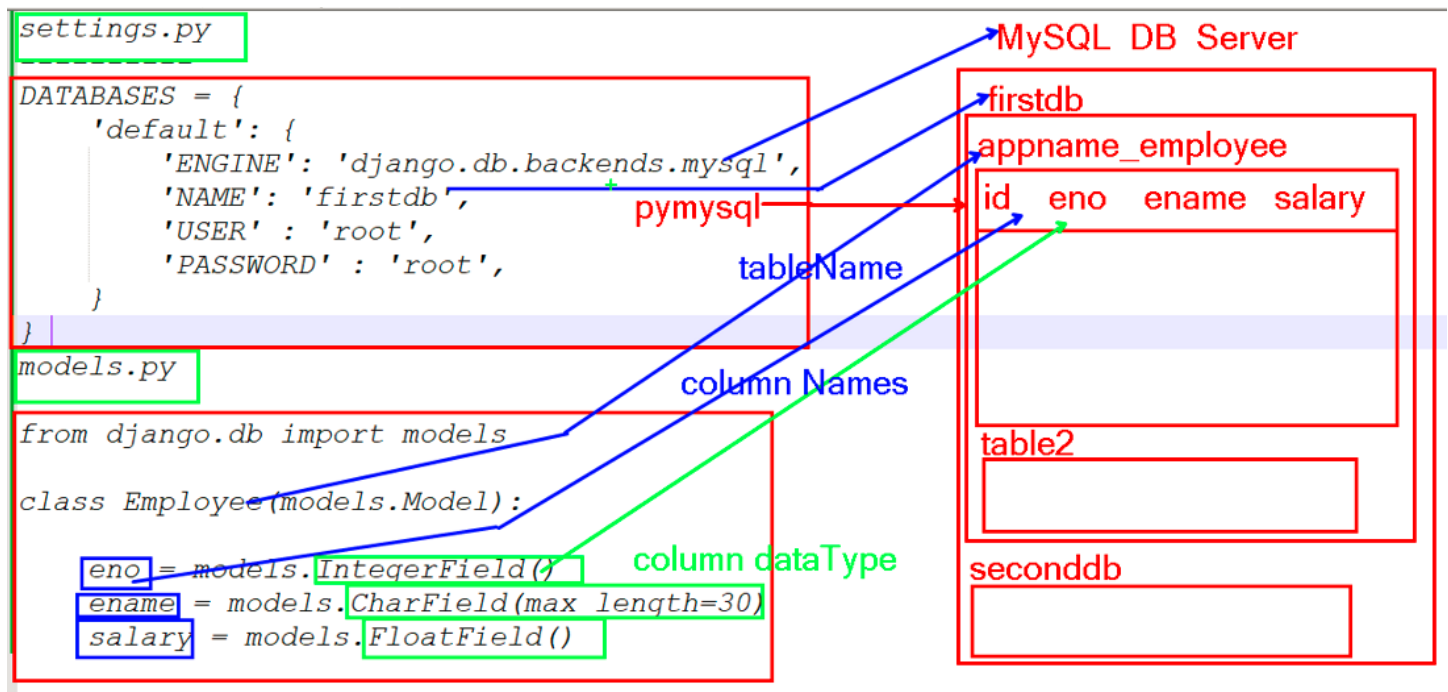 settings.py
----------
DATABASES = {
    'default': {
        'ENGINE': 'django.db.backends.mysql',
        'NAME': 'firstdb',
        'USER' : 'root',
        'PASSWORD' : 'root',
    }
}
models.py
from django.db import models
class Employee(models.Model):
    eno = models.IntegerField()
    ename = models.CharField(max_length=30)
    salary = models.FloatField()
pymysql
tableName
column Names
column dataType
MySQL DB Server
firstdb
appname_employee
id eno ename salary
table2
seconddb